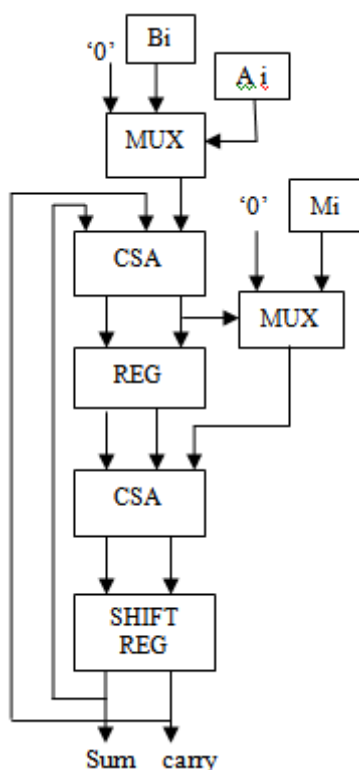 ‘0’
Bi
A i
MUX
‘0’
Mi
CSA
MUX
REG
CSA
SHIFT
REG
Sum carry